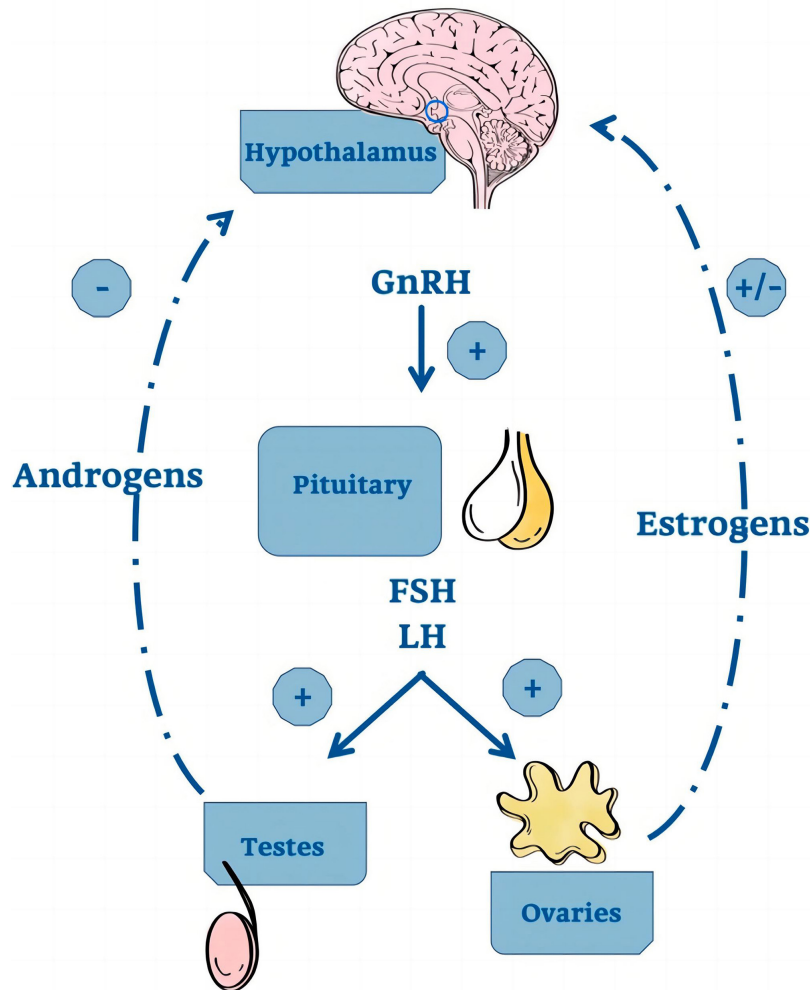 Hypothalamus
GnRH
-
+/-
+
Androgens
Pituitary
Estrogens
FSH
LH
+
+
Testes
Ovaries